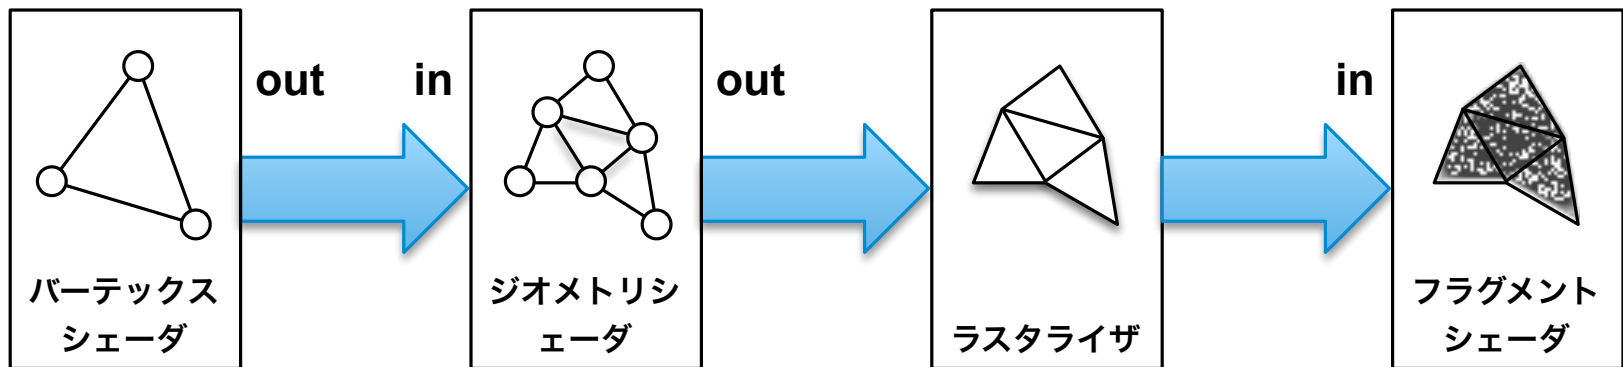 out
in
out
in
バーテックス
シェーダ
ジオメトリシ
ェーダ
ラスタライザ
フラグメント
シェーダ